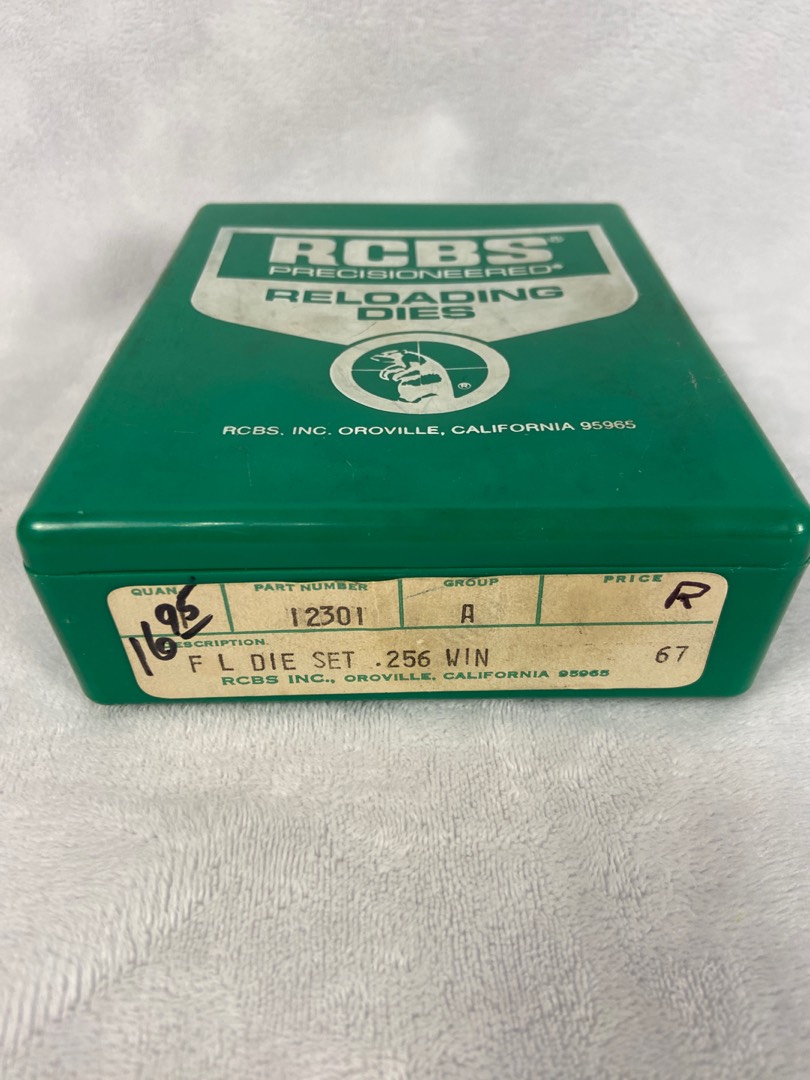 RCBS®
PRECISIONEERED®
RELOADING
DIES
®
RCBS, INC. OROVILLE, CALIFORNIA 95965
QUAN PART NUMBER GROUP PRICE
16 95 12301 A R
DESCRIPTION
F L DIE SET .256 WIN 67
RCBS INC., OROVILLE, CALIFORNIA 95965